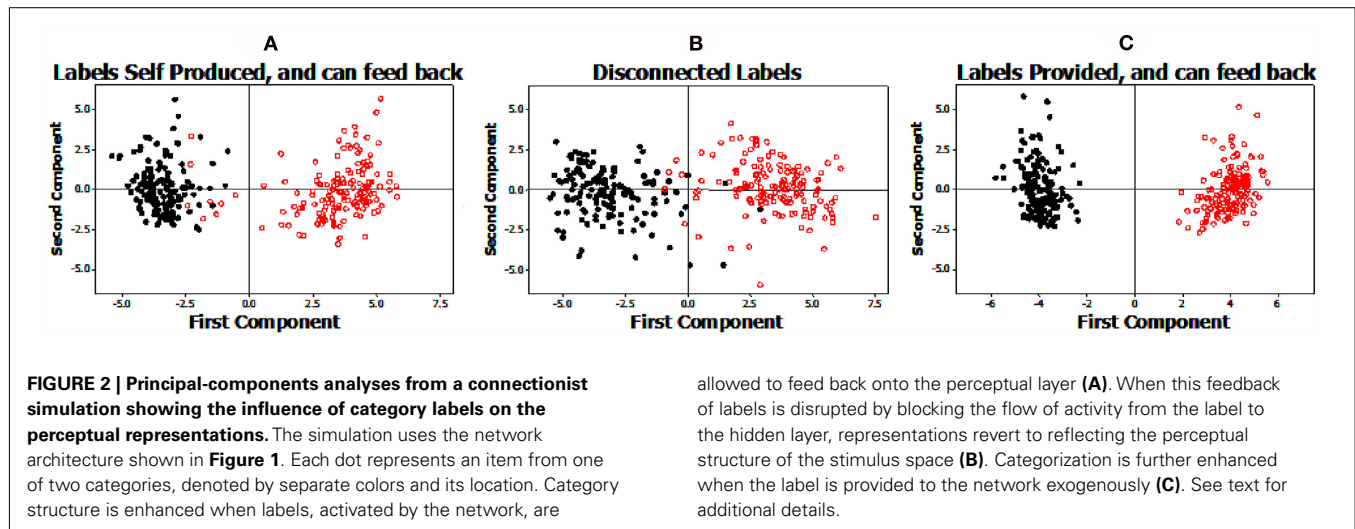 A
Labels Self Produced, and can feed back
Second Component
5.0
2.5
0.0
-2.5
-5.0
-5.0 -2.5 0.0 2.5 5.0 7.5
First Component
B
Disconnected Labels
Second Component
5.0
2.5
0.0
-2.5
-5.0
-5.0 -2.5 0.0 2.5 5.0 7.5
First Component
C
Labels Provided, and can feed back
Second Component
5.0
2.5
0.0
-2.5
-5.0
-6 -4 -2 0 2 4 6
First Component
FIGURE 2 | Principal-components analyses from a connectionist
simulation showing the influence of category labels on the
perceptual representations. The simulation uses the network
architecture shown in Figure 1. Each dot represents an item from one
of two categories, denoted by separate colors and its location. Category
structure is enhanced when labels, activated by the network, are
allowed to feed back onto the perceptual layer (A). When this feedback
of labels is disrupted by blocking the flow of activity from the label to
the hidden layer, representations revert to reflecting the perceptual
structure of the stimulus space (B). Categorization is further enhanced
when the label is provided to the network exogenously (C). See text for
additional details.